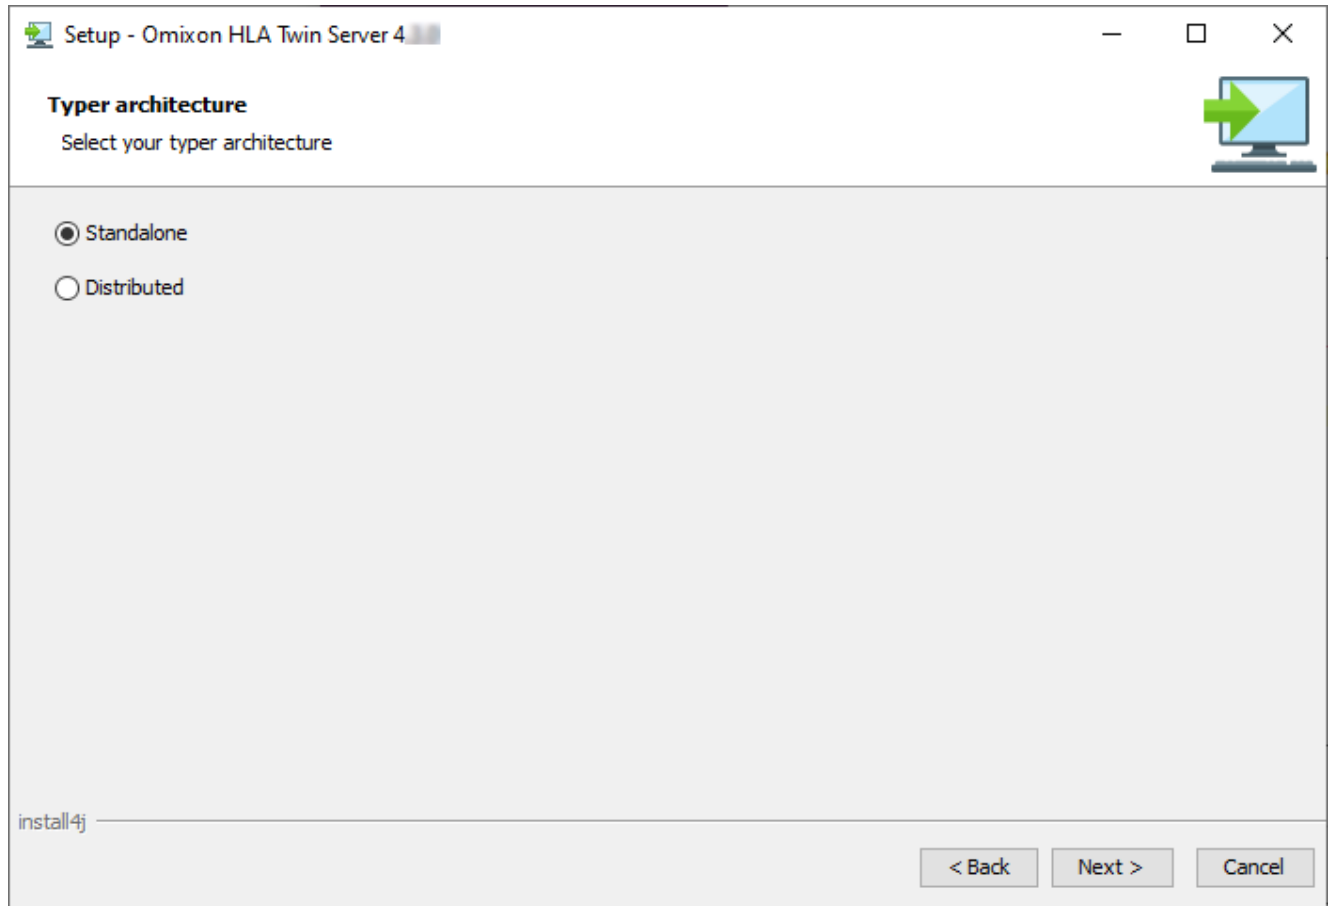 Setup - Omixon HLA Twin Server 4
Typer architecture
Select your typer architecture
Standalone
Distributed
install4j
< Back
Next >
Cancel